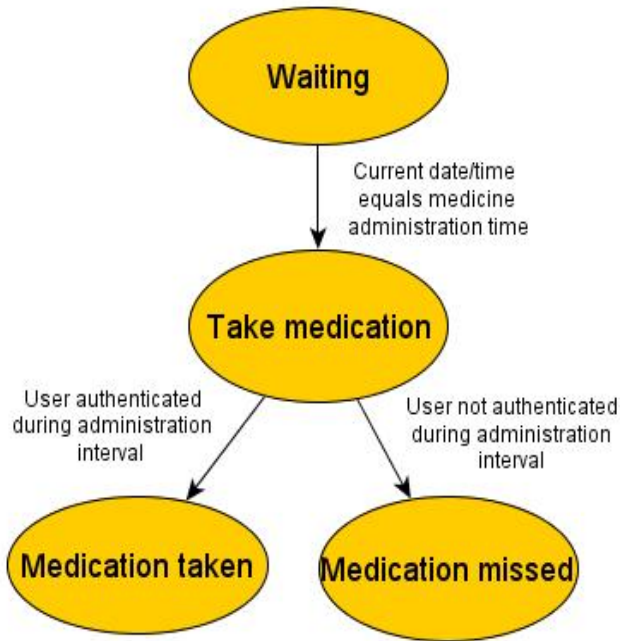 Waiting
Current date/time
equals medicine
administration time
Take medication
User authenticated
during administration
interval
User not authenticated
during administration
interval
Medication taken
Medication missed